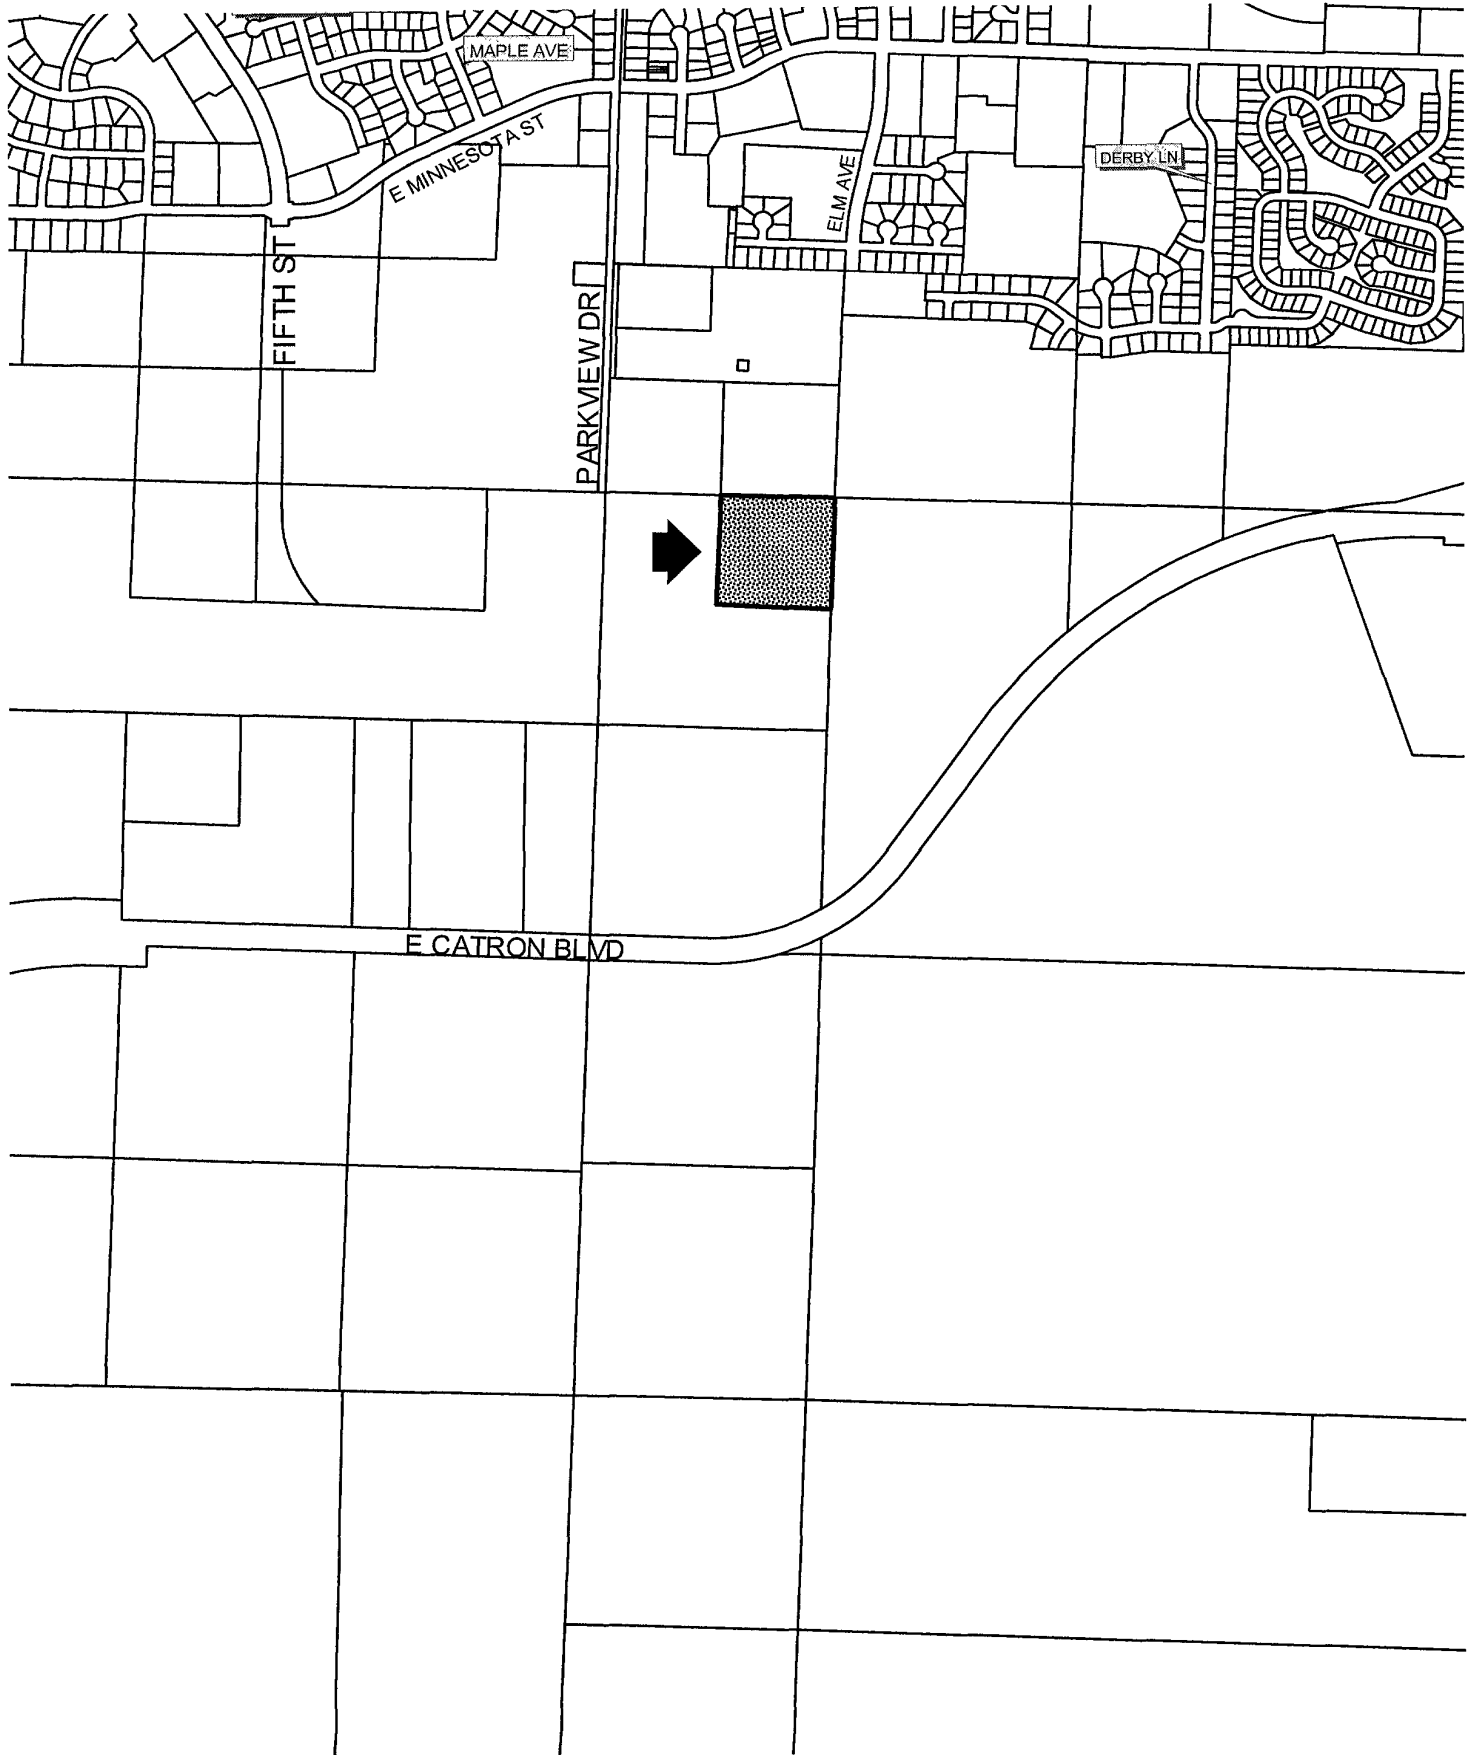 MAPLE AVE
E MINNESOTA ST
DERBY LN
ELM AVE
FIFTH ST
PARKVIEW DR
E CATRON BLVD